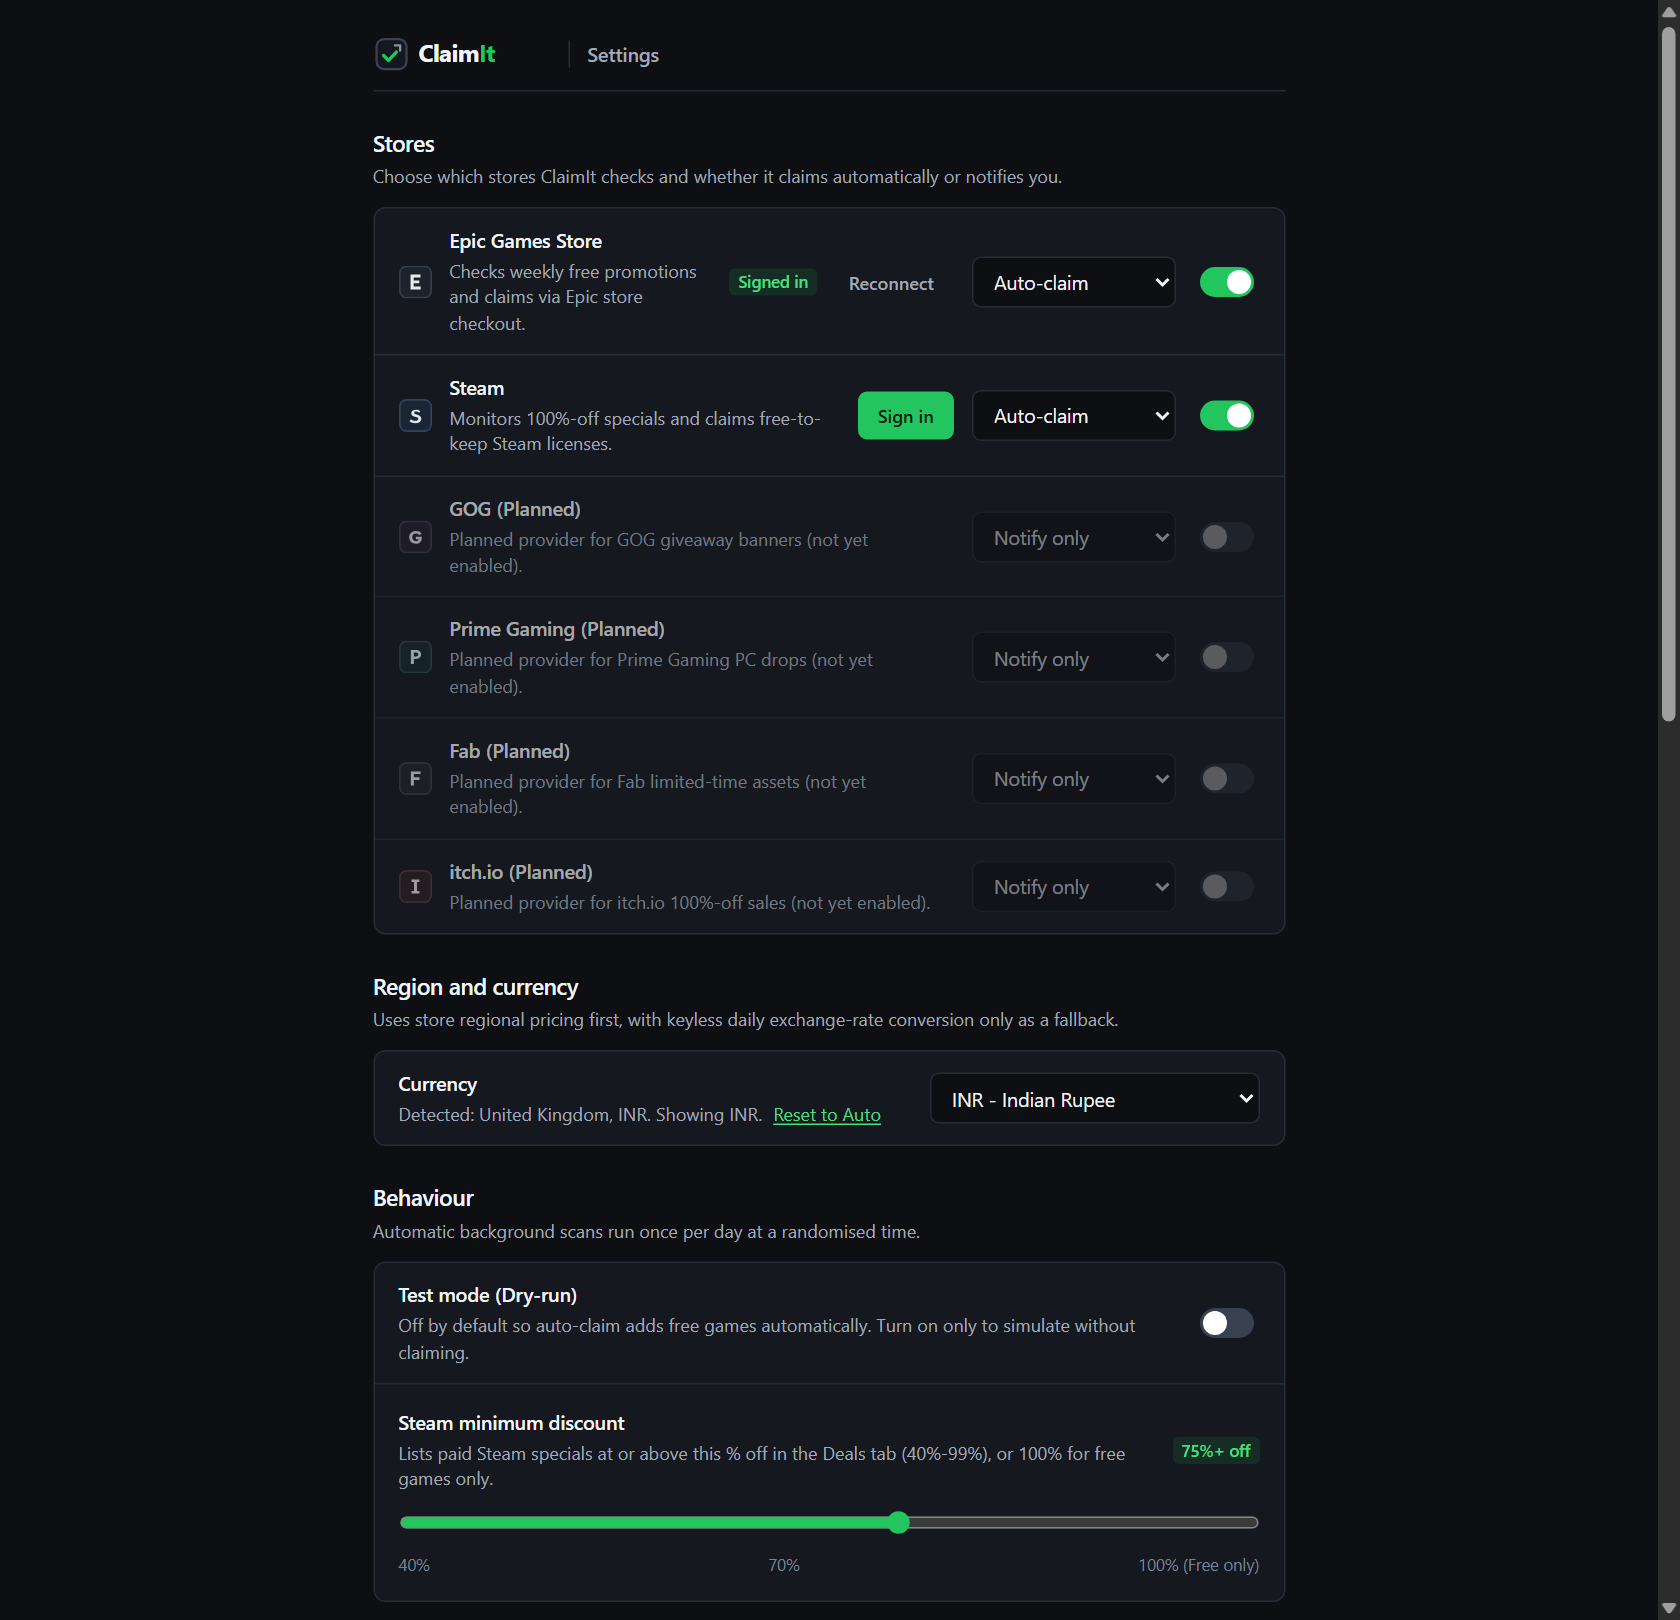 ClaimIt
Settings
Stores
Choose which stores ClaimIt checks and whether it claims automatically or notifies you.
E
Epic Games Store
Checks weekly free promotions
and claims via Epic store
checkout.
Signed in
Reconnect
Auto-claim
S
Steam
Monitors 100%-off specials and claims free-to-
keep Steam licenses.
Sign in
Auto-claim
G
GOG (Planned)
Planned provider for GOG giveaway banners (not yet
enabled).
Notify only
P
Prime Gaming (Planned)
Planned provider for Prime Gaming PC drops (not yet
enabled).
Notify only
F
Fab (Planned)
Planned provider for Fab limited-time assets (not yet
enabled).
Notify only
I
itch.io (Planned)
Planned provider for itch.io 100%-off sales (not yet enabled).
Notify only
Region and currency
Uses store regional pricing first, with keyless daily exchange-rate conversion only as a fallback.
Currency
Detected: United Kingdom, INR. Showing INR. Reset to Auto
INR - Indian Rupee
Behaviour
Automatic background scans run once per day at a randomised time.
Test mode (Dry-run)
Off by default so auto-claim adds free games automatically. Turn on only to simulate without
claiming.
Steam minimum discount
Lists paid Steam specials at or above this % off in the Deals tab (40%-99%), or 100% for free
games only.
75%+ off
40%
70%
100% (Free only)